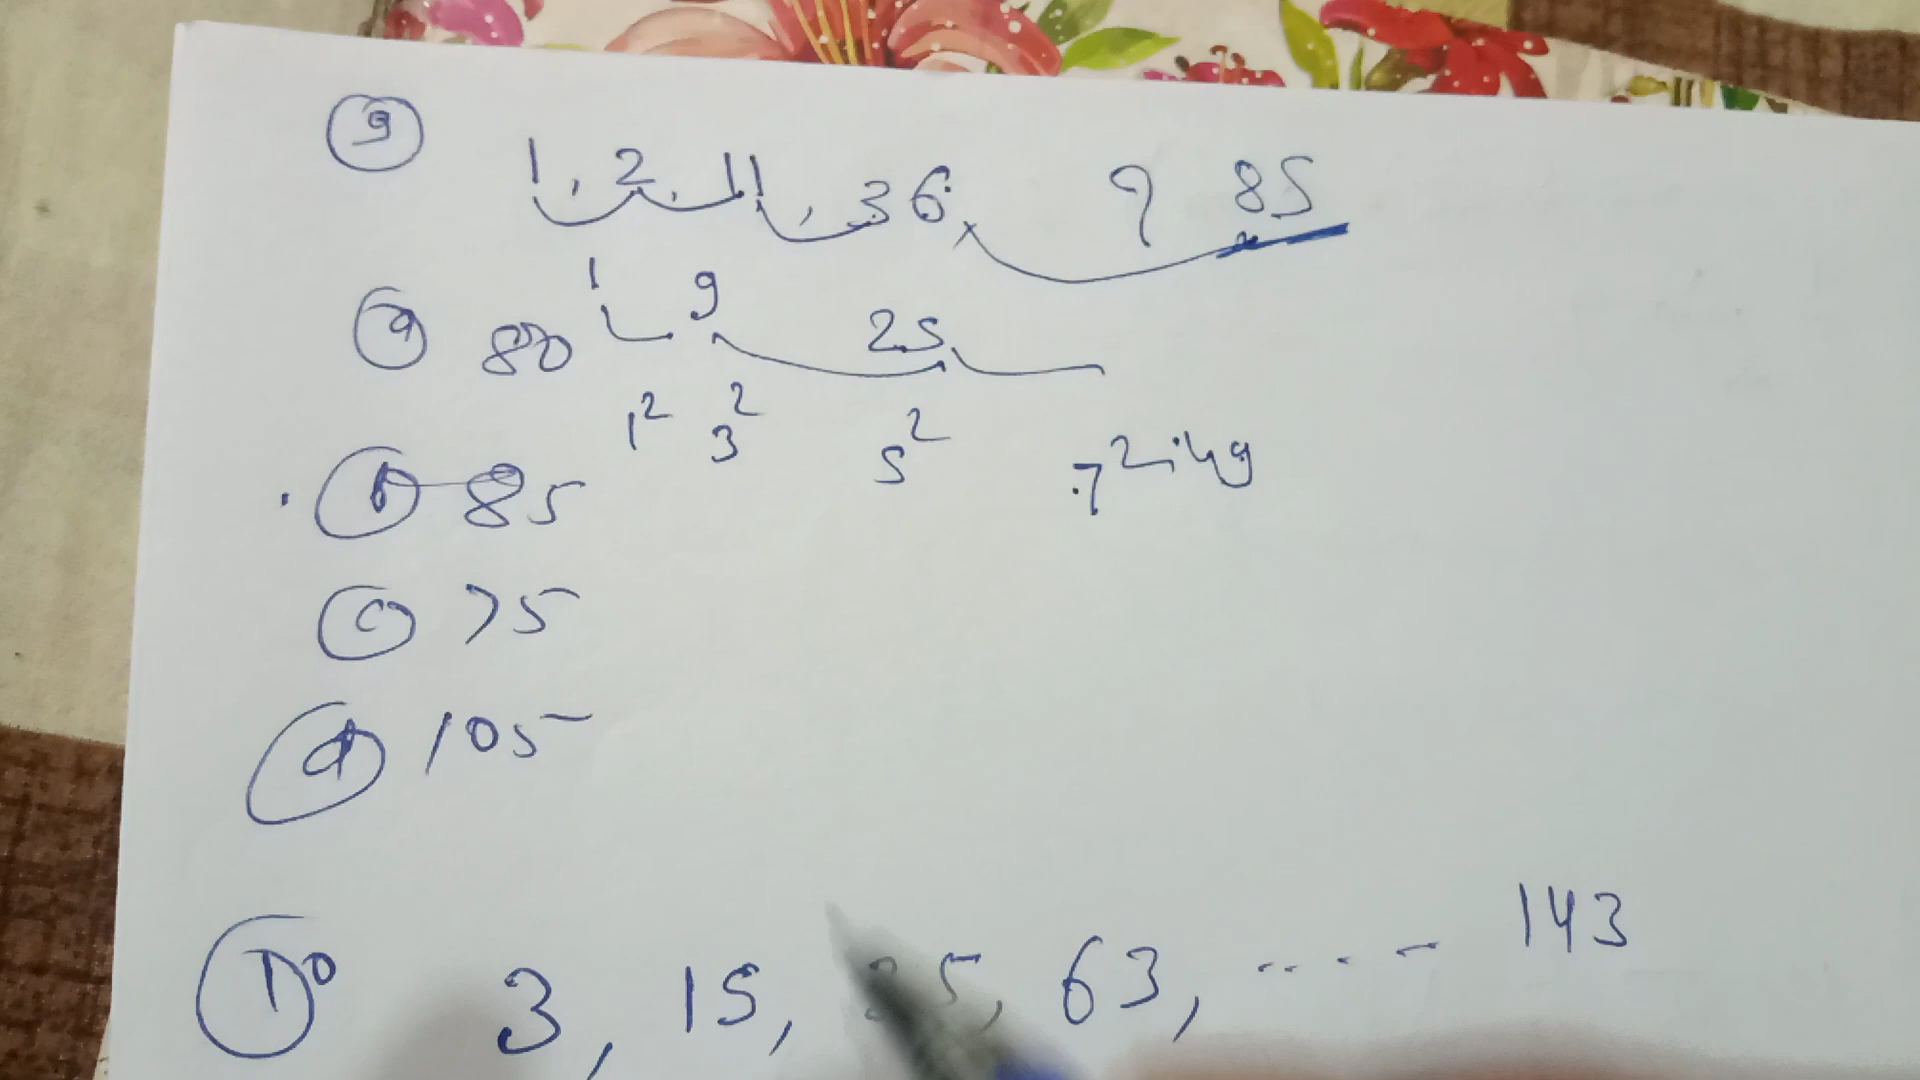 9
1, 2, 11, 36, ? 85
1 9 25
a 80
1² 3² 5² 7² : 49
b 85
c 75
d 105
10 3, 15, 35, 63, ---- 143